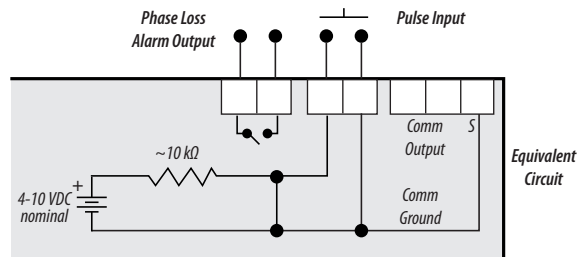 Phase Loss
Alarm Output
Pulse Input
Comm
Output
S
Equivalent
Circuit
~10 kΩ
+
4-10 VDC
nominal
Comm
Ground